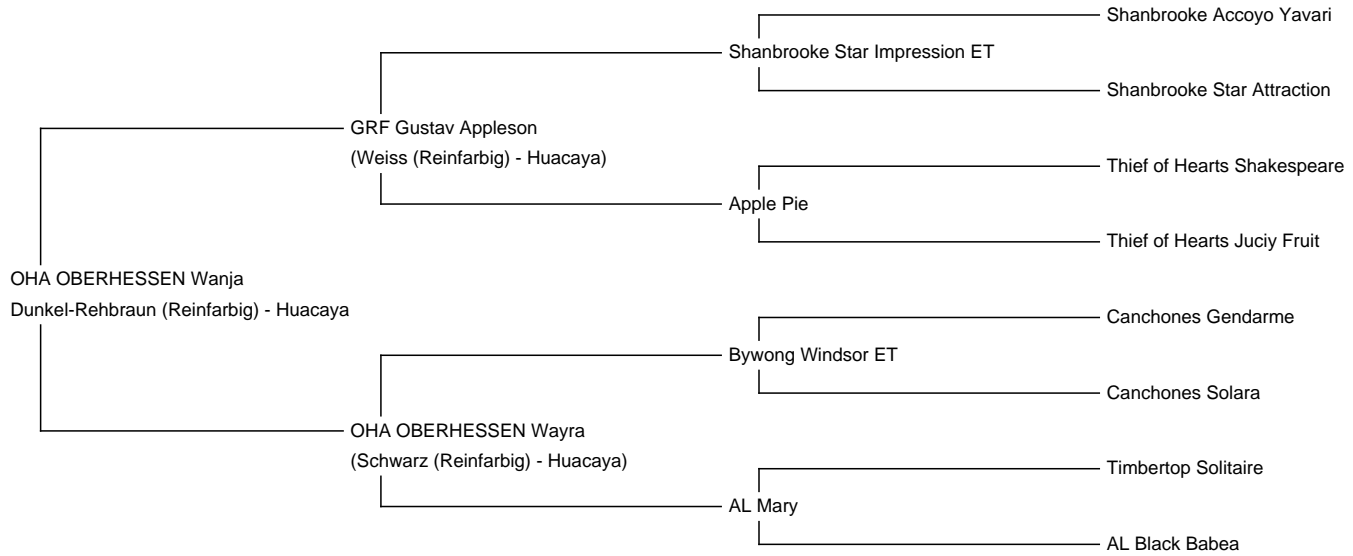 Shanbrooke Accoyo Yavari
Shanbrooke Star Impression ET
Shanbrooke Star Attraction
GRF Gustav Appleson
(Weiss (Reinfarbig) - Huacaya)
Thief of Hearts Shakespeare
Apple Pie
Thief of Hearts Juciy Fruit
OHA OBERHESSEN Wanja
Dunkel-Rehbraun (Reinfarbig) - Huacaya
Canchones Gendarme
Bywong Windsor ET
Canchones Solara
OHA OBERHESSEN Wayra
(Schwarz (Reinfarbig) - Huacaya)
Timbertop Solitaire
AL Mary
AL Black Babea